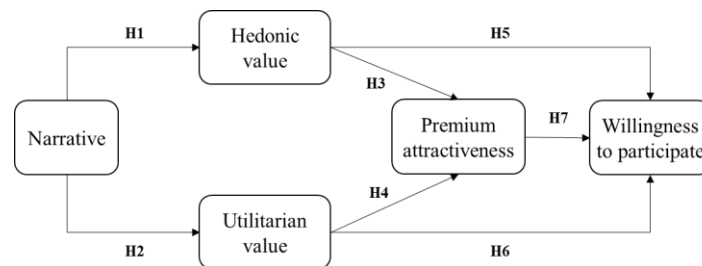 H1
Hedonic
value
H5
H3
Narrative
Premium
attractiveness
H7
Willingness
to participate
H4
Utilitarian
value
H2
H6